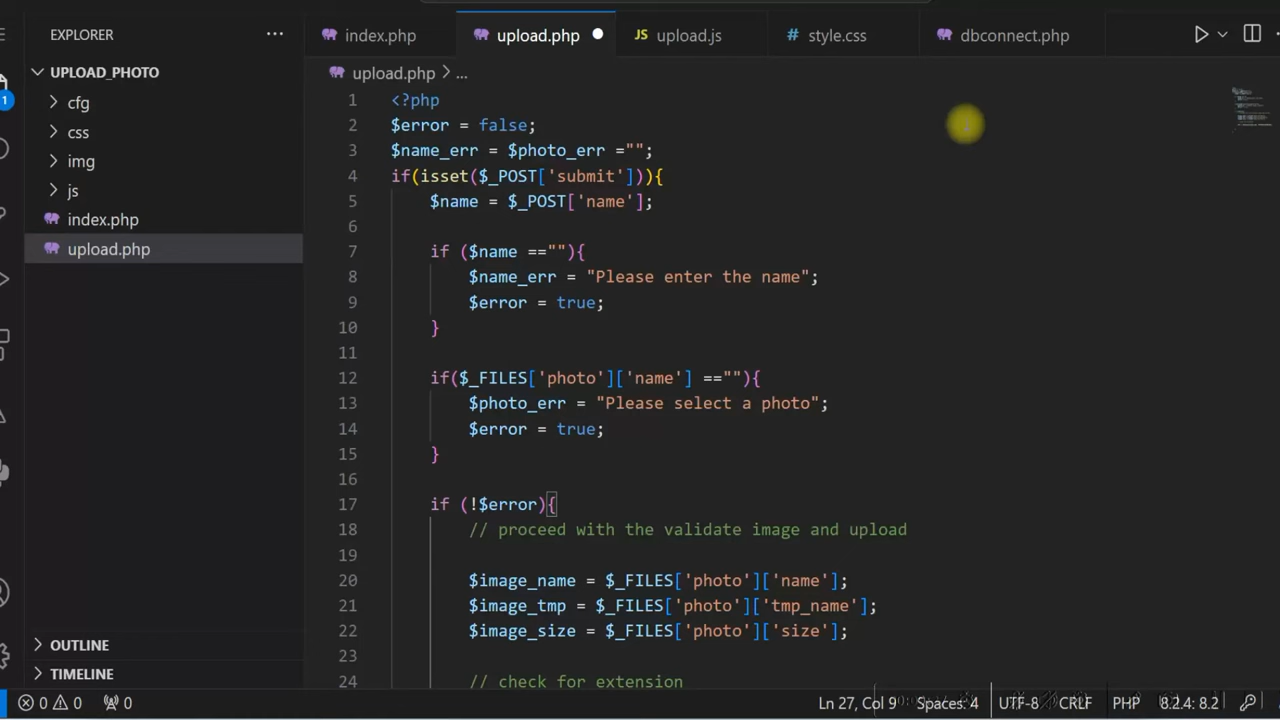 EXPLORER ...
index.php
upload.php
JS upload.js
# style.css
dbconnect.php
UPLOAD_PHOTO
upload.php > ...
cfg
css
img
js
index.php
upload.php
1
1 <?php
2 $error = false;
3 $name_err = $photo_err ="";
4 if(isset($_POST['submit'])){
5 $name = $_POST['name'];
6
7 if ($name ==""){
8 $name_err = "Please enter the name";
9 $error = true;
10 }
11
12 if($_FILES['photo']['name'] ==""){
13 $photo_err = "Please select a photo";
14 $error = true;
15 }
16
17 if (!$error){
18 // proceed with the validate image and upload
19
20 $image_name = $_FILES['photo']['name'];
21 $image_tmp = $_FILES['photo']['tmp_name'];
22 $image_size = $_FILES['photo']['size'];
23
24 // check for extension
OUTLINE
TIMELINE
0 0 0 Ln 27, Col 9 Spaces: 4 UTF-8 CRLF PHP 8.2.4: 8.2